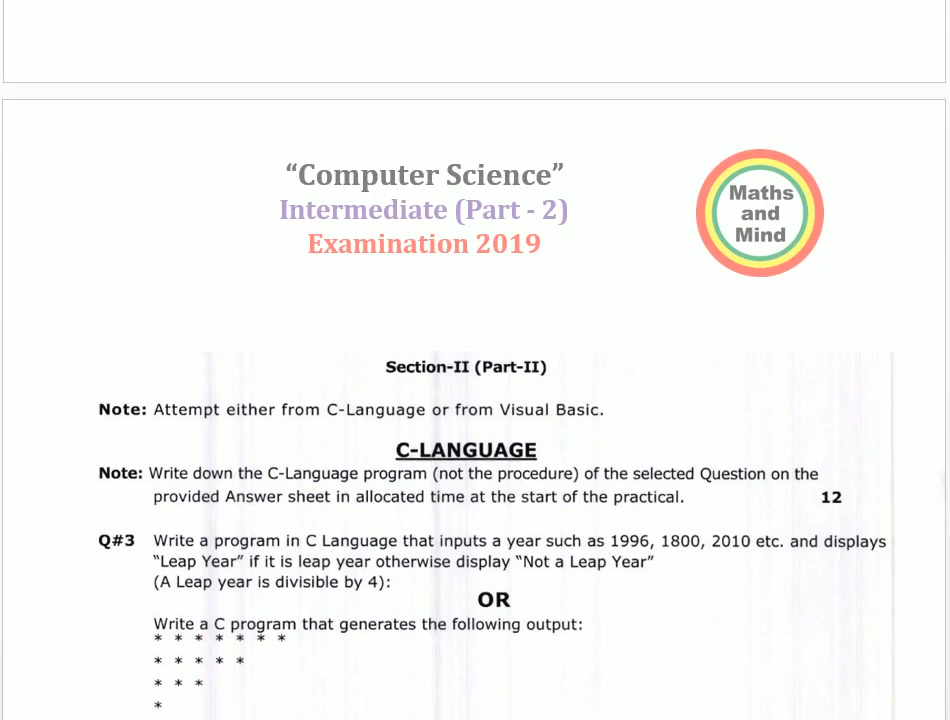 “Computer Science”
Intermediate (Part - 2)
Examination 2019
Maths
and
Mind
Section-II (Part-II)
Note: Attempt either from C-Language or from Visual Basic.
C-LANGUAGE
Note: Write down the C-Language program (not the procedure) of the selected Question on the
provided Answer sheet in allocated time at the start of the practical. 12
Q#3 Write a program in C Language that inputs a year such as 1996, 1800, 2010 etc. and displays
“Leap Year” if it is leap year otherwise display “Not a Leap Year”
(A Leap year is divisible by 4):
OR
Write a C program that generates the following output:
* * * * * * *
* * * * *
* * *
*